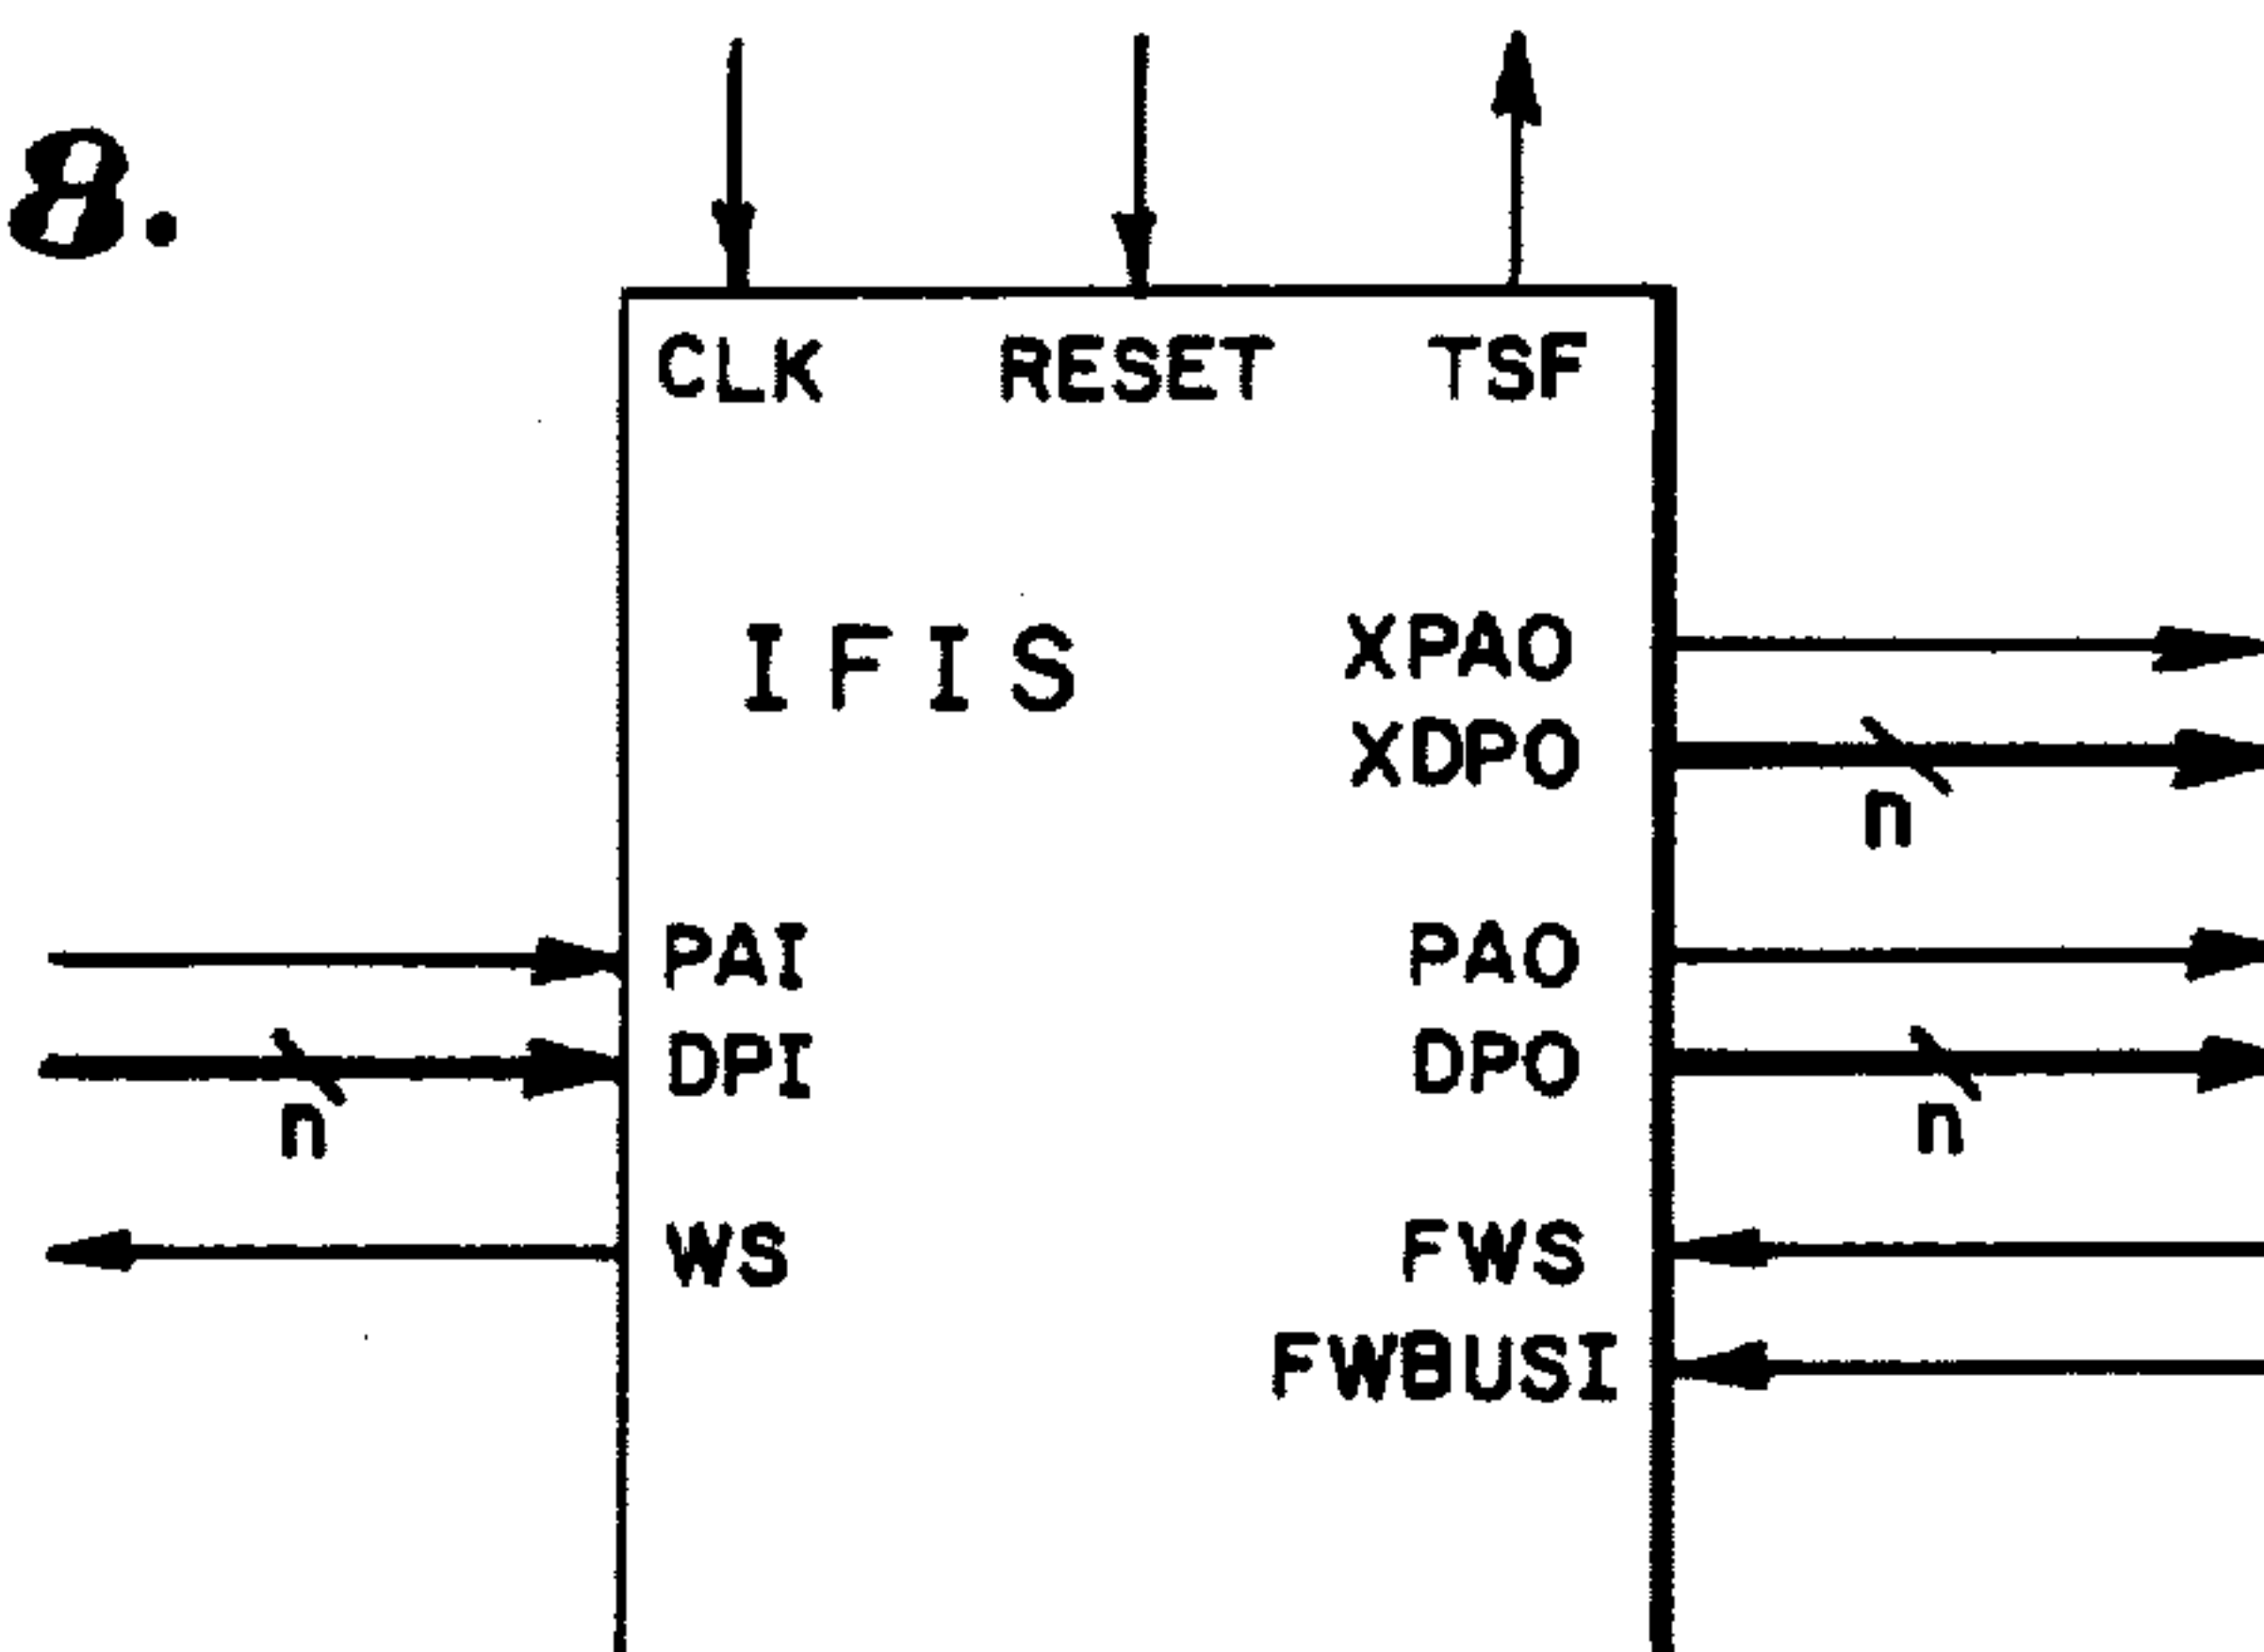 8.
CLK RESET TSF
IFIS XPAO
XDPO
n
PAI PAO
DPI DPO
n n
WS FWS
FWBUSI